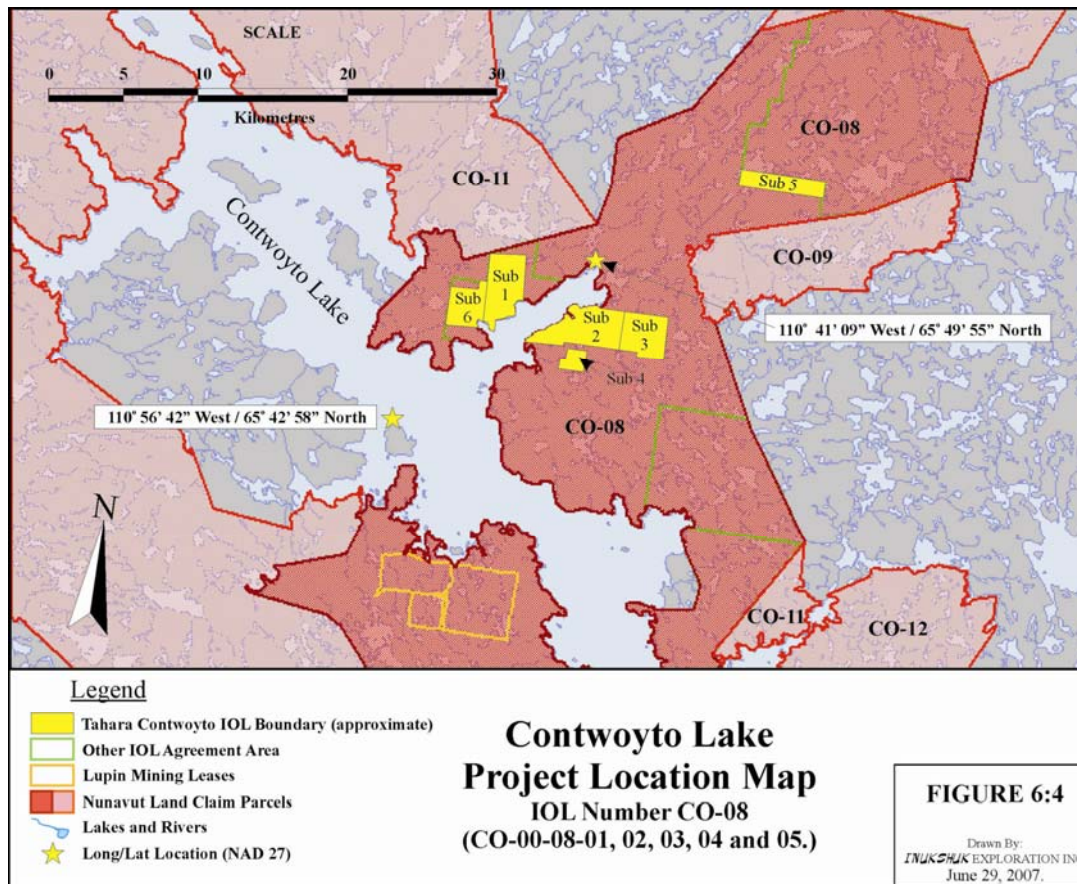 SCALE
0 5 10 20 30
Kilometres
CO-11
CO-08
Sub 5
Contwoyto Lake
CO-09
Sub 1
Sub 6
Sub 2
Sub 3
110° 41' 09" West / 65° 49' 55" North
Sub 4
110° 56' 42" West / 65° 42' 58" North
CO-08
N
CO-11
CO-12
Legend
Tahara Contwoyto IOL Boundary (approximate)
Other IOL Agreement Area
Lupin Mining Leases
Nunavut Land Claim Parcels
Lakes and Rivers
Long/Lat Location (NAD 27)
Contwoyto Lake
Project Location Map
IOL Number CO-08
(CO-00-08-01, 02, 03, 04 and 05.)
FIGURE 6:4
Drawn By:
INUKSHUK EXPLORATION INC
June 29, 2007.